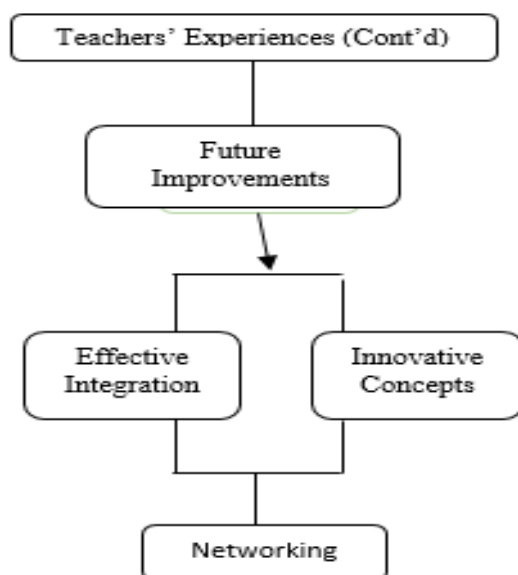 Teachers’ Experiences (Cont’d)
Future
Improvements
Effective
Integration
Innovative
Concepts
Networking